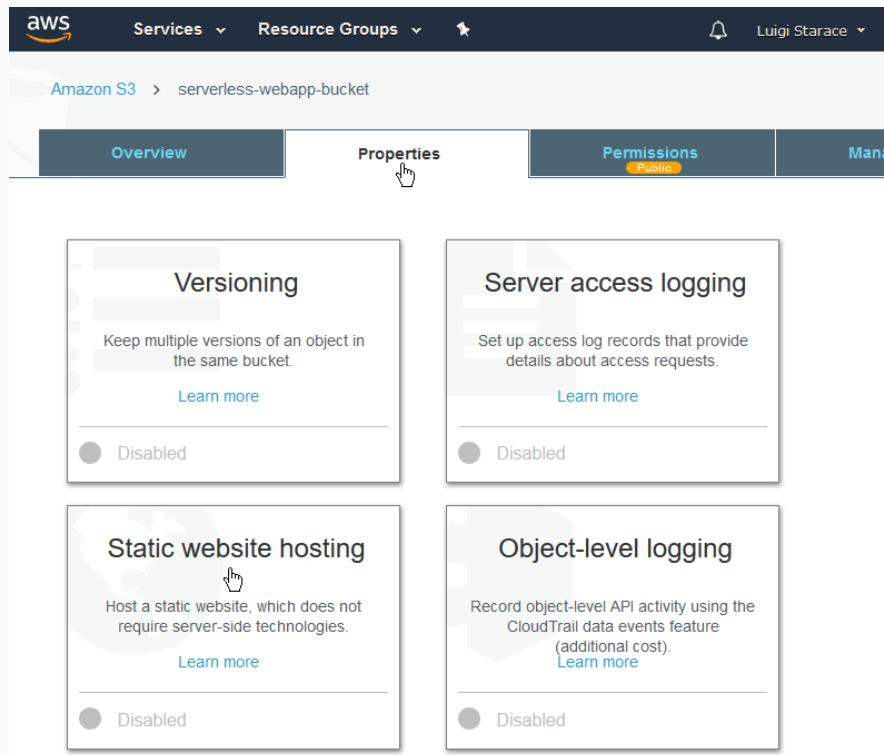 aws Services Resource Groups Luigi Starace
Amazon S3 > serverless-webapp-bucket
Overview Properties Permissions
Public
Versioning
Keep multiple versions of an object in
the same bucket.
Learn more
Disabled
Server access logging
Set up access log records that provide
details about access requests.
Learn more
Disabled
Static website hosting
Host a static website, which does not
require server-side technologies.
Learn more
Disabled
Object-level logging
Record object-level API activity using the
CloudTrail data events feature
(additional cost).
Learn more
Disabled